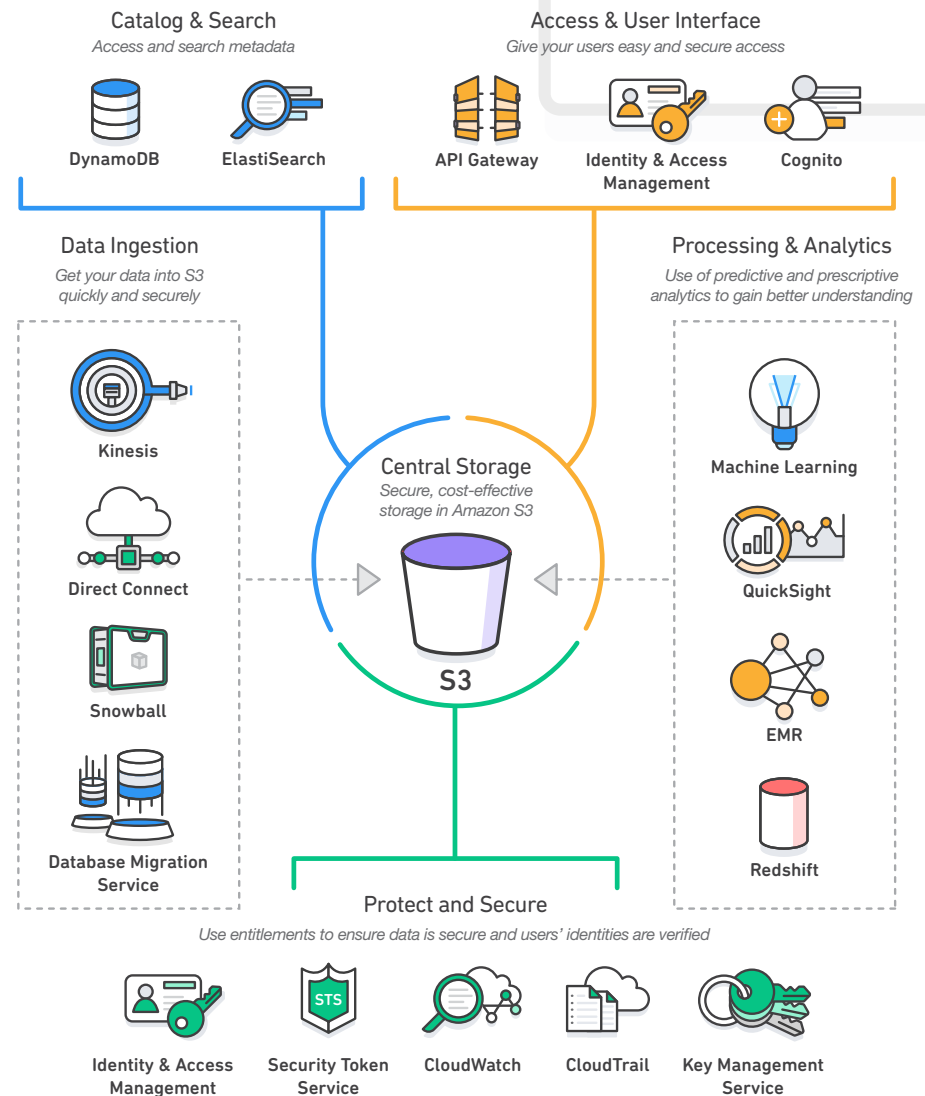 Catalog & Search
Access and search metadata
DynamoDB
ElastiSearch
Access & User Interface
Give your users easy and secure access
API Gateway
Identity & Access
Management
Cognito
Data Ingestion
Get your data into S3
quickly and securely
Kinesis
Direct Connect
Snowball
Database Migration
Service
Central Storage
Secure, cost-effective
storage in Amazon S3
S3
Processing & Analytics
Use of predictive and prescriptive
analytics to gain better understanding
Machine Learning
QuickSight
EMR
Redshift
Protect and Secure
Use entitlements to ensure data is secure and users’ identities are verified
Identity & Access
Management
STS
Security Token
Service
CloudWatch
CloudTrail
Key Management
Service